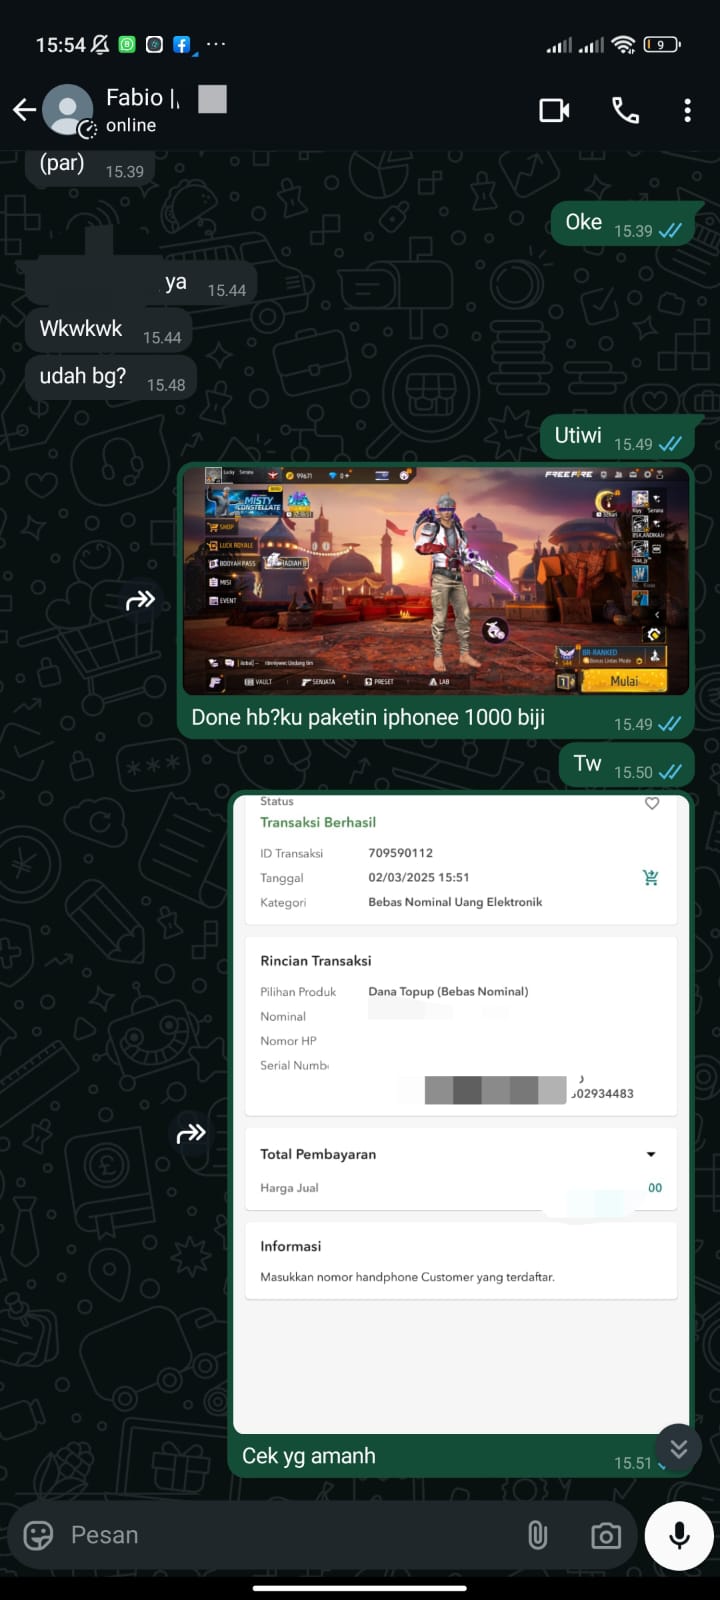 15:54
9
Fabio |
online
(par) 15.39
Oke 15.39
ya 15.44
Wkwkwk 15.44
udah bg? 15.48
Utiwi 15.49
Lucky Serana
99671
0+
FREE FIRE
MISTY
CONSTELLATE
SHOP
LUCK ROYALE
BOOYAH PASS
HADIAH
MISI
EVENT
BR-RANKED
VAULT
SENJATA
PRESET
LAB
1
Mulai
Done hb?ku paketin iphonee 1000 biji 15.49
Tw 15.50
Status
Transaksi Berhasil
ID Transaksi 709590112
Tanggal 02/03/2025 15:51
Kategori Bebas Nominal Uang Elektronik
Rincian Transaksi
Pilihan Produk Dana Topup (Bebas Nominal)
Nominal
Nomor HP
Serial Numb
02934483
Total Pembayaran
Harga Jual 00
Informasi
Masukkan nomor handphone Customer yang terdaftar.
Cek yg amanh 15.51
Pesan